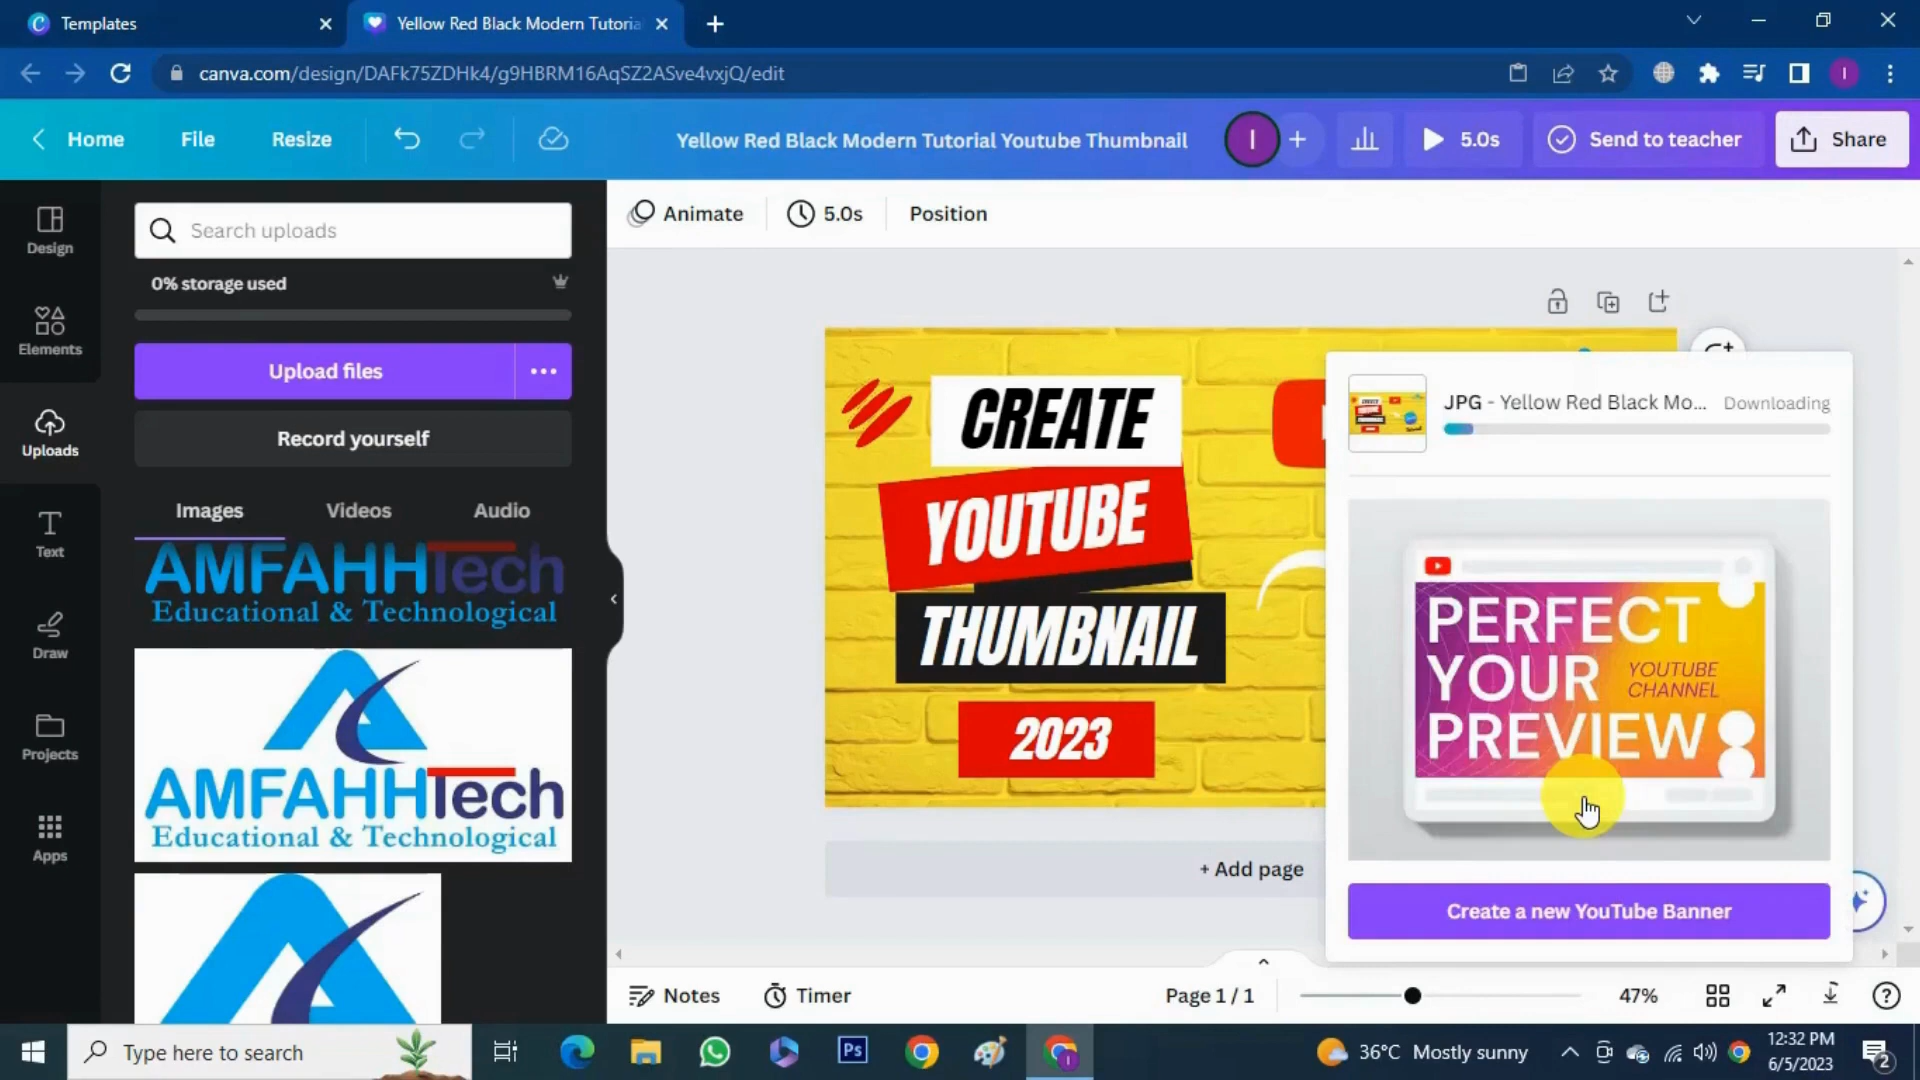 Templates
Yellow Red Black Modern Tutoria
canva.com/design/DAFk75ZDHk4/g9HBRM16AqSZ2ASve4vxjQ/edit
Home
File
Resize
Yellow Red Black Modern Tutorial Youtube Thumbnail
I
5.0s
Send to teacher
Share
Design
Elements
Uploads
Text
Draw
Projects
Apps
Search uploads
0% storage used
Upload files
Record yourself
Images
Videos
Audio
AMFAHHTech
Educational & Technological
AMFAHHTech
Educational & Technological
Animate
5.0s
Position
CREATE
YOUTUBE
THUMBNAIL
2023
+ Add page
JPG - Yellow Red Black Mo...
Downloading
PERFECT
YOUR
PREVIEW
YOUTUBE
CHANNEL
Create a new YouTube Banner
Notes
Timer
Page 1 / 1
47%
Type here to search
Ps
36°C Mostly sunny
12:32 PM
6/5/2023
2